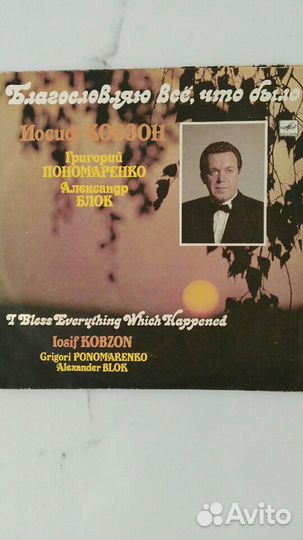 Благословляю всё, что было
Иосиф КОБЗОН
Григорий
ПОНОМАРЕНКО
Александр
БЛОК
I Bless Everything Which Happened
Iosif KOBZON
Grigori PONOMARENKO
Alexander BLOK
Avito